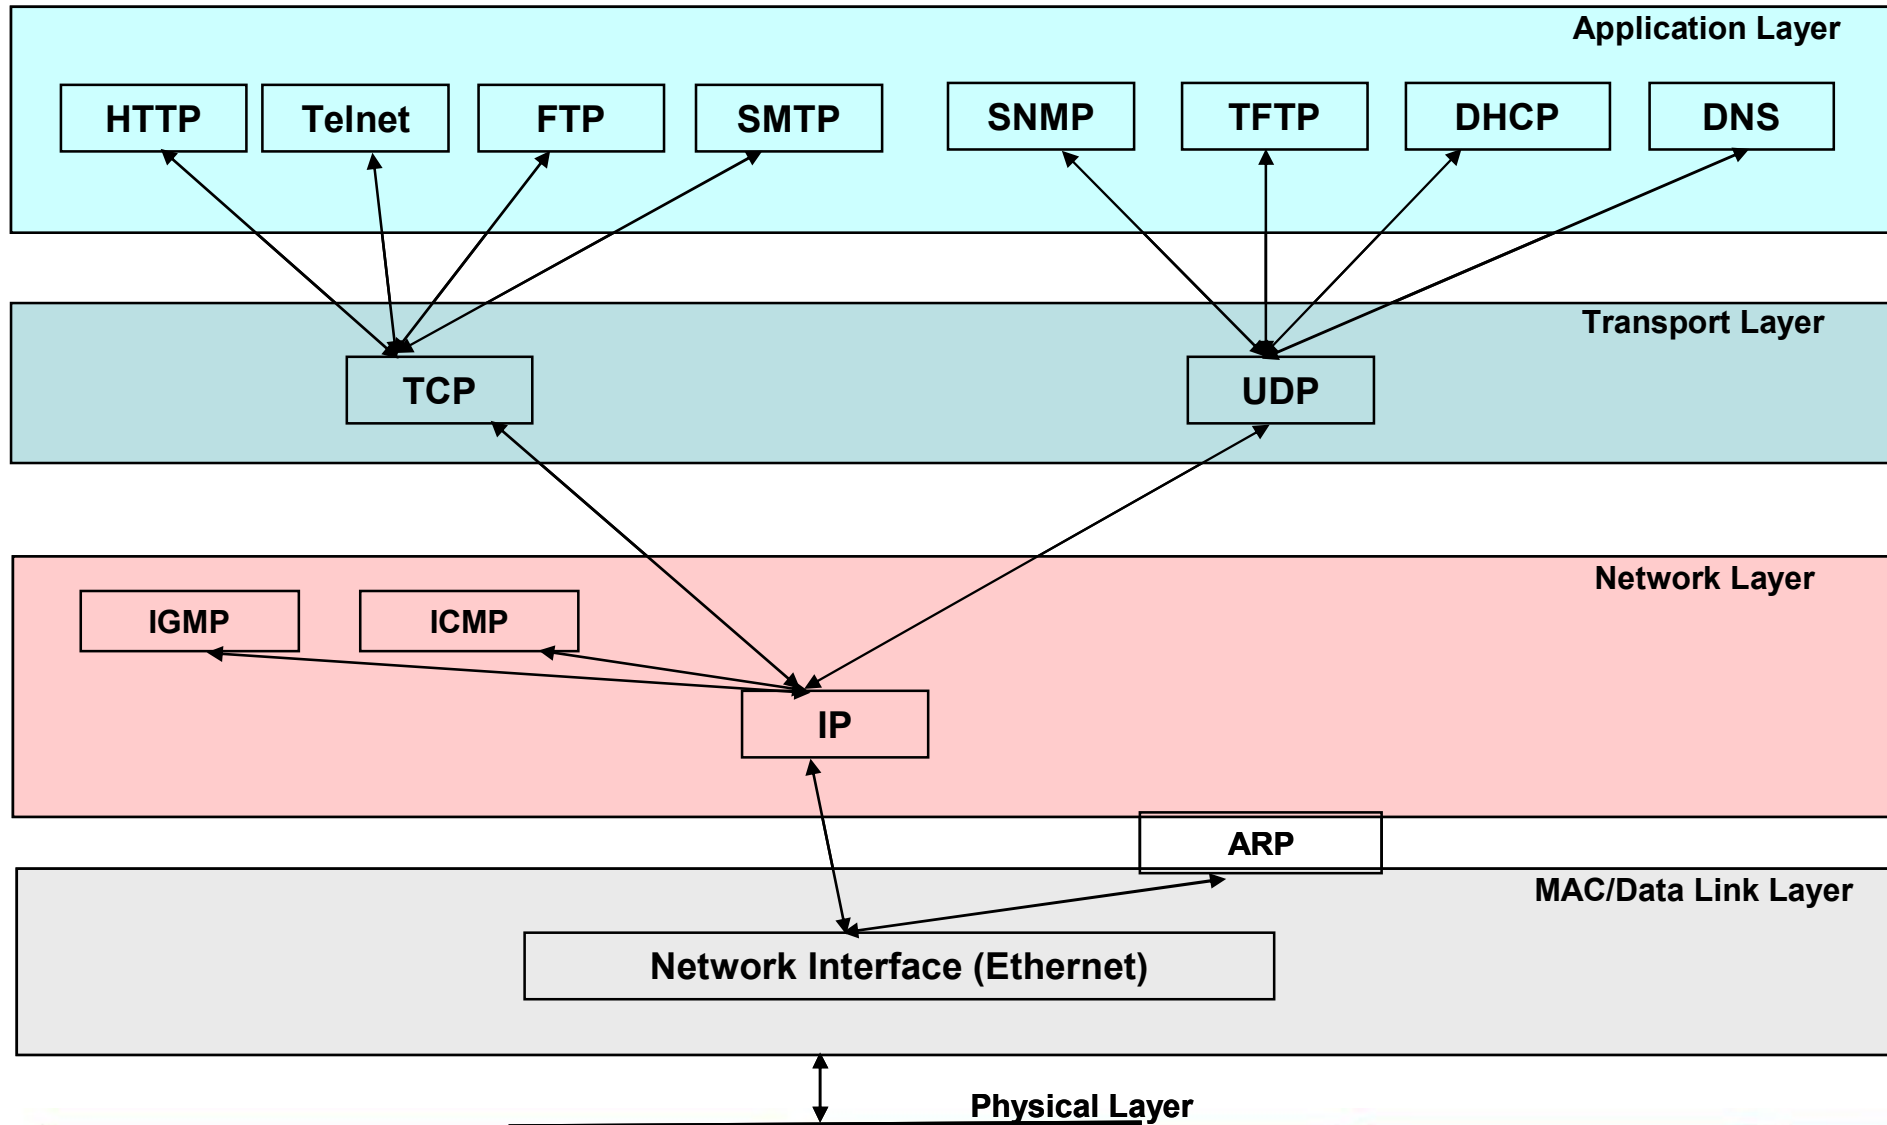 Application Layer
HTTP Telnet FTP SMTP SNMP TFTP DHCP DNS
Transport Layer
TCP UDP
Network Layer
IGMP ICMP
IP
ARP
MAC/Data Link Layer
Network Interface (Ethernet)
Physical Layer